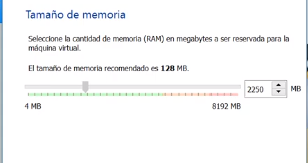 Tamaño de memoria
Seleccione la cantidad de memoria (RAM) en megabytes a ser reservada para la
máquina virtual.
El tamaño de memoria recomendado es 128 MB.
2250 MB
4 MB 8192 MB